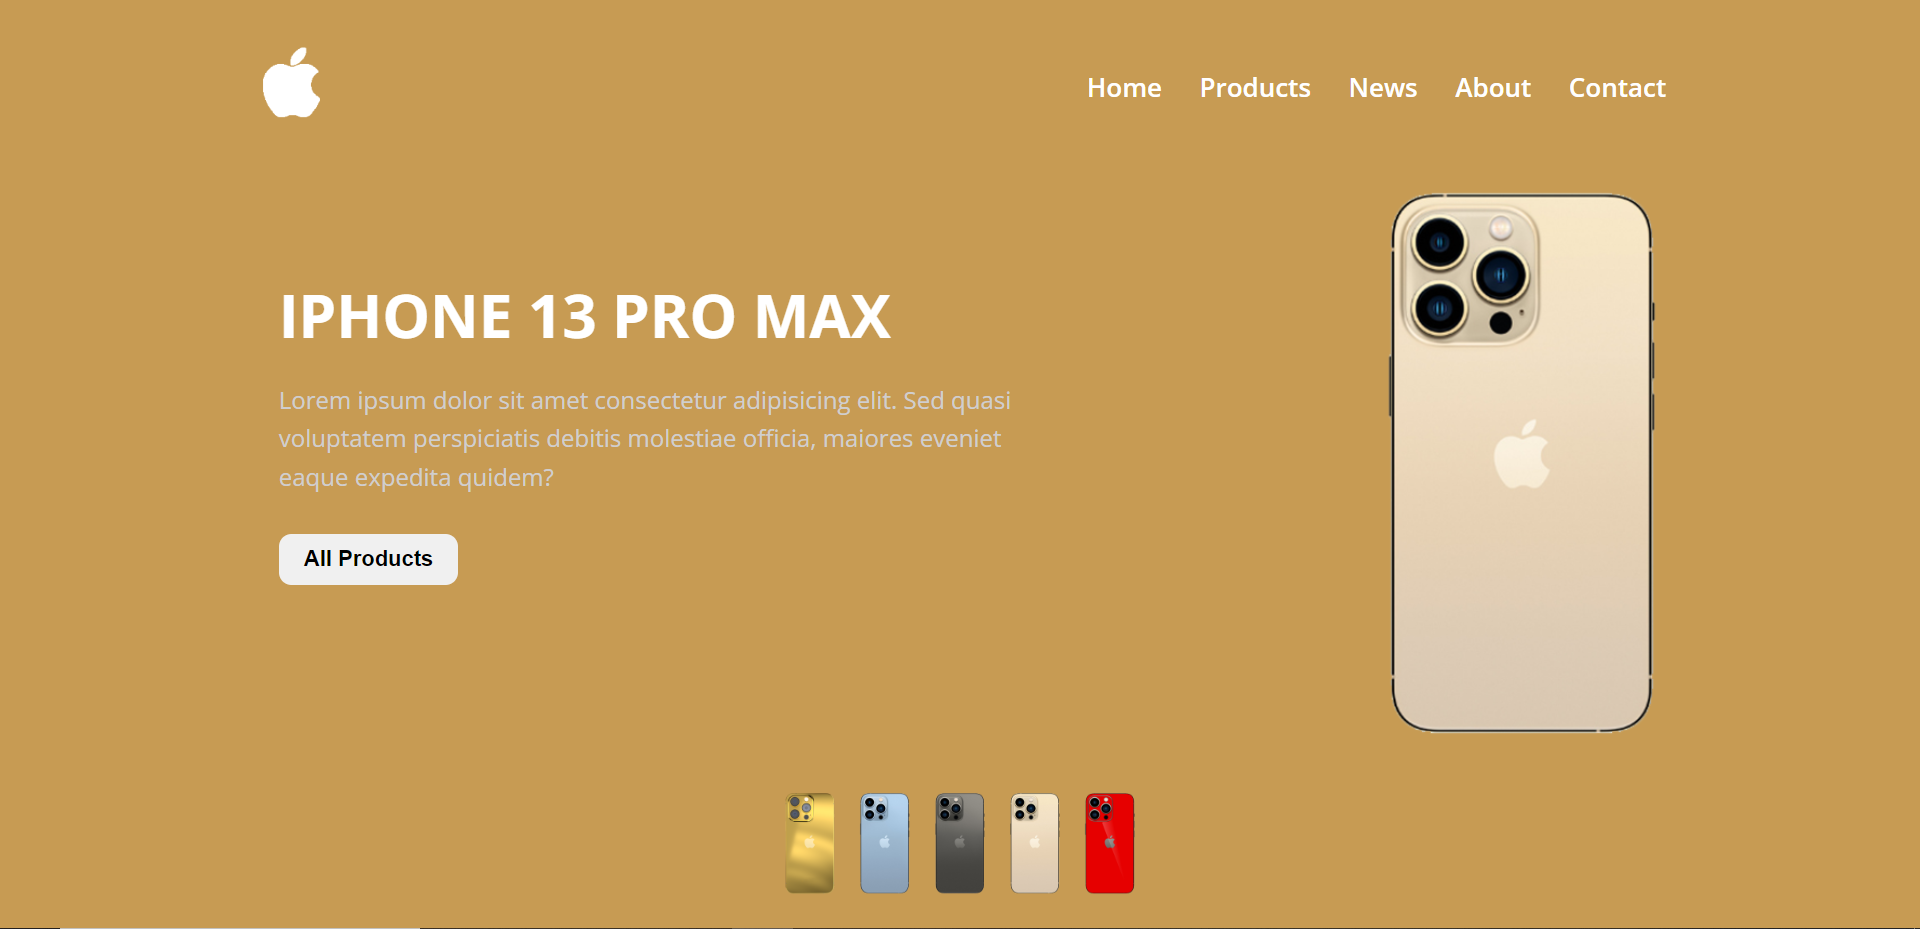 Home Products News About Contact
IPHONE 13 PRO MAX
Lorem ipsum dolor sit amet consectetur adipisicing elit. Sed quasi
voluptatem perspiciatis debitis molestiae officia, maiores eveniet
eaque expedita quidem?
All Products